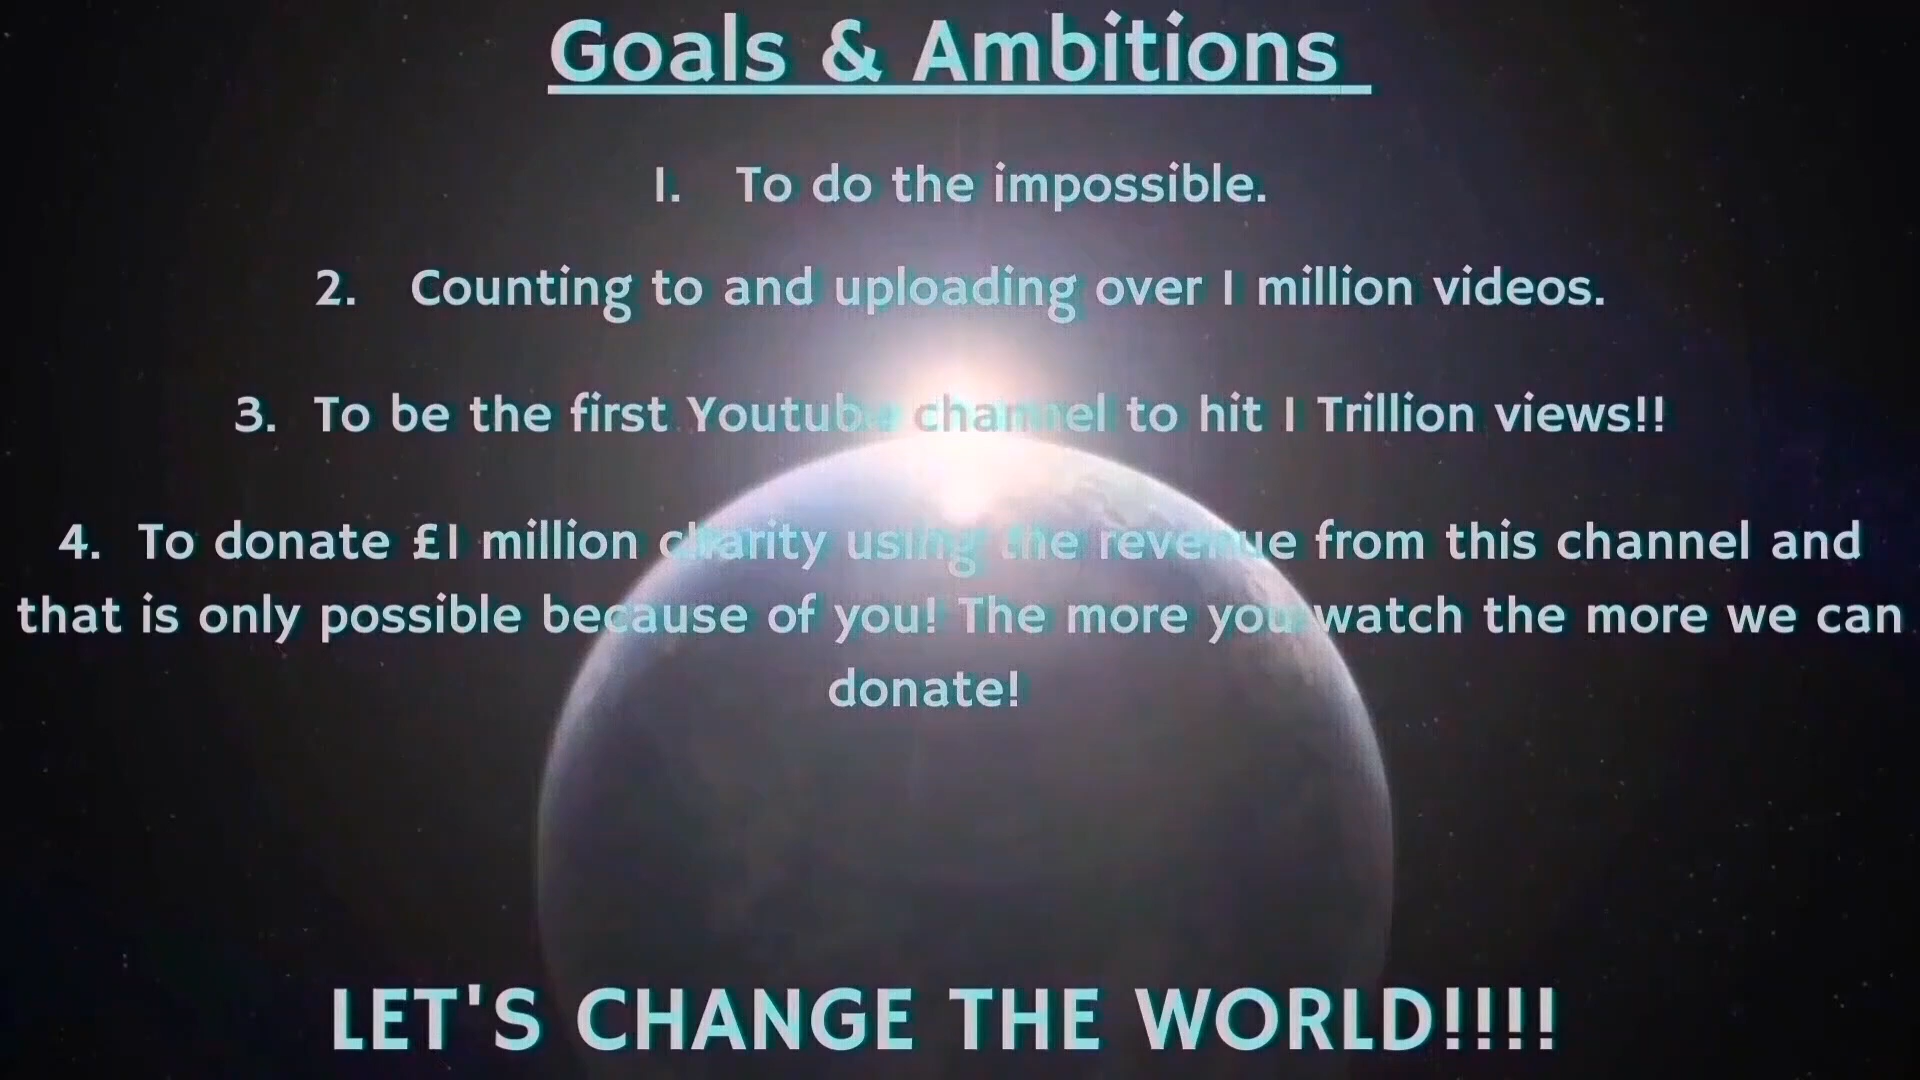 Goals & Ambitions
1. To do the impossible.
2. Counting to and uploading over 1 million videos.
3. To be the first Youtube channel to hit 1 Trillion views!!
4. To donate £1 million charity using the revenue from this channel and
that is only possible because of you! The more you watch the more we can
donate!
LET'S CHANGE THE WORLD!!!!